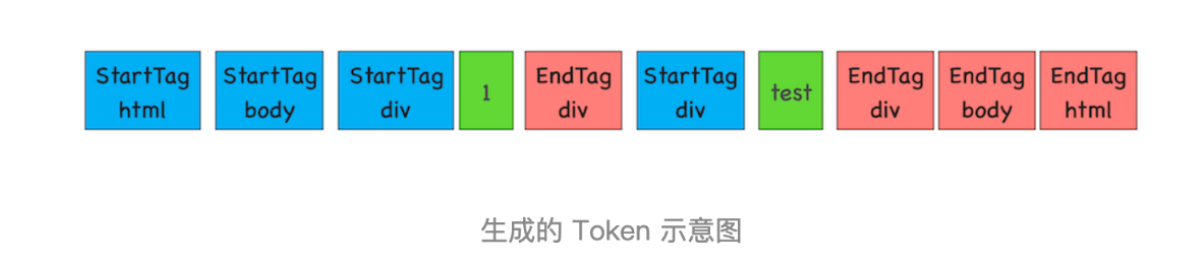 StartTag html
StartTag body
StartTag div
1
EndTag div
StartTag div
test
EndTag div
EndTag body
EndTag html
生成的 Token 示意图